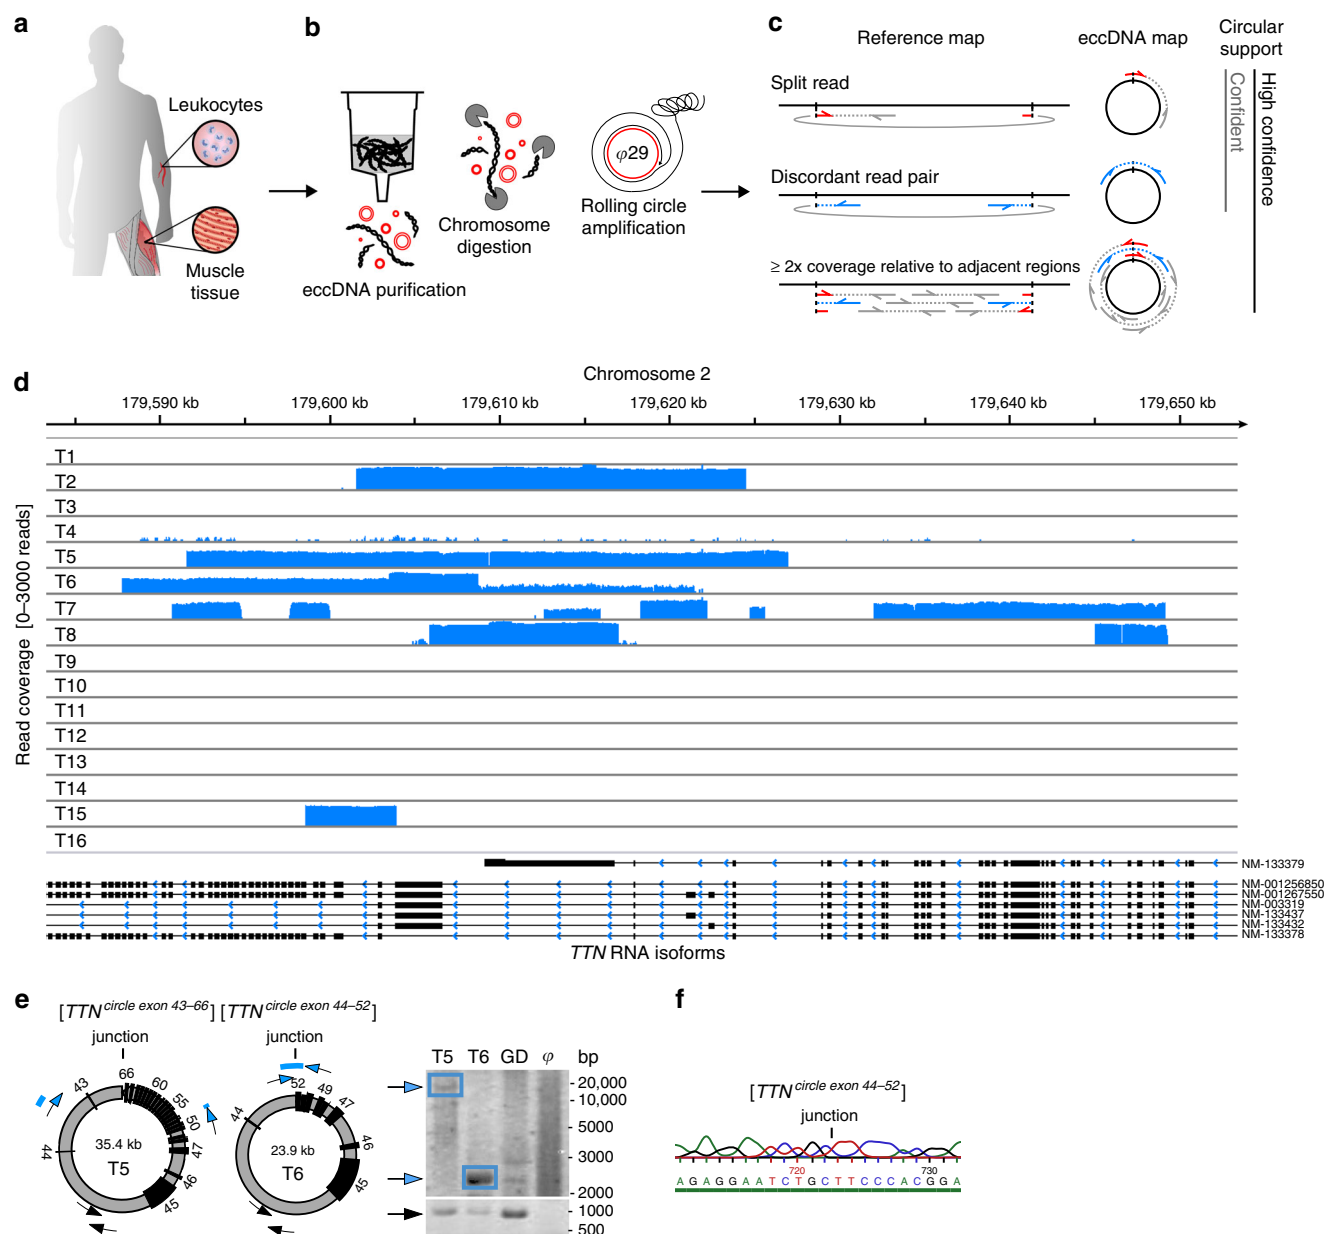 a
Leukocytes
Muscle
tissue
b
eccDNA purification
Chromosome
digestion
φ29
Rolling circle
amplification
c
Reference map
eccDNA map
Circular
support
Split read
Discordant read pair
≥ 2x coverage relative to adjacent regions
Confident
High confidence
d
Chromosome 2
179,590 kb
179,600 kb
179,610 kb
179,620 kb
179,630 kb
179,640 kb
179,650 kb
Read coverage [0–3000 reads]
T1
T2
T3
T4
T5
T6
T7
T8
T9
T10
T11
T12
T13
T14
T15
T16
NM-133379
NM-001256850
NM-001267550
NM-003319
NM-133437
NM-133432
NM-133378
TTN RNA isoforms
e
[TTN circle exon 43–66]
junction
66
60
55
50
47
46
45
44
43
35.4 kb
T5
[TTN circle exon 44–52]
junction
52
49
47
46
45
44
23.9 kb
T6
T5 T6 GD φ bp
20,000
10,000
5000
3000
2000
1000
500
f
[TTN circle exon 44–52]
junction
720
730
AGAGGAATCTGCTTCCCACGGA